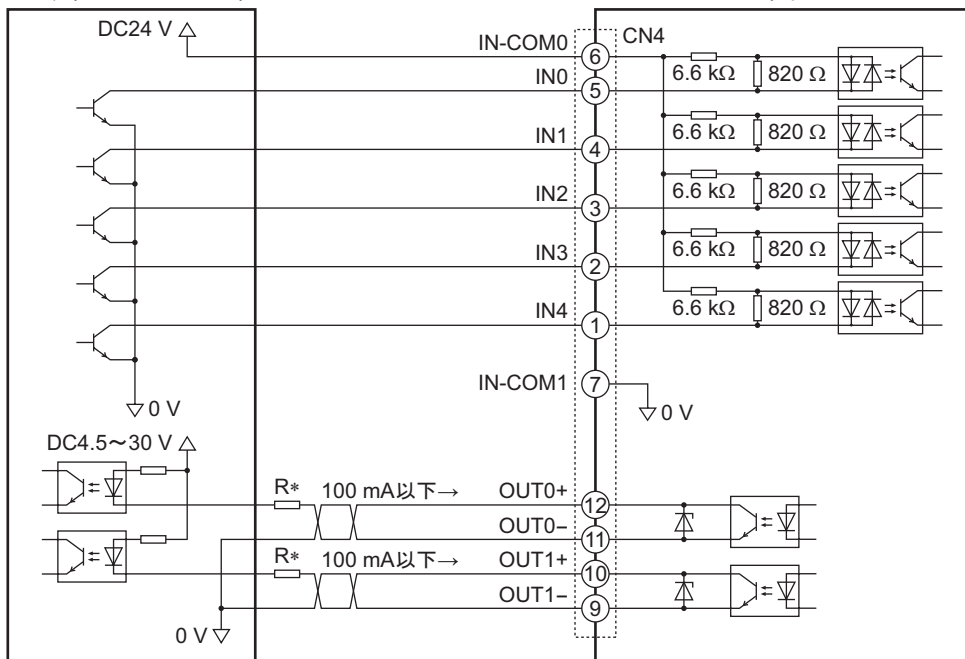 DC24 V
IN-COM0
CN4
6
6.6 kΩ 820 Ω
IN0
5
IN1
4
6.6 kΩ 820 Ω
IN2
3
6.6 kΩ 820 Ω
IN3
2
6.6 kΩ 820 Ω
IN4
1
6.6 kΩ 820 Ω
IN-COM1
7
0 V
0 V
DC4.5〜30 V
R*
100 mA以下→
OUT0+
12
OUT0−
11
R*
100 mA以下→
OUT1+
10
OUT1−
9
0 V